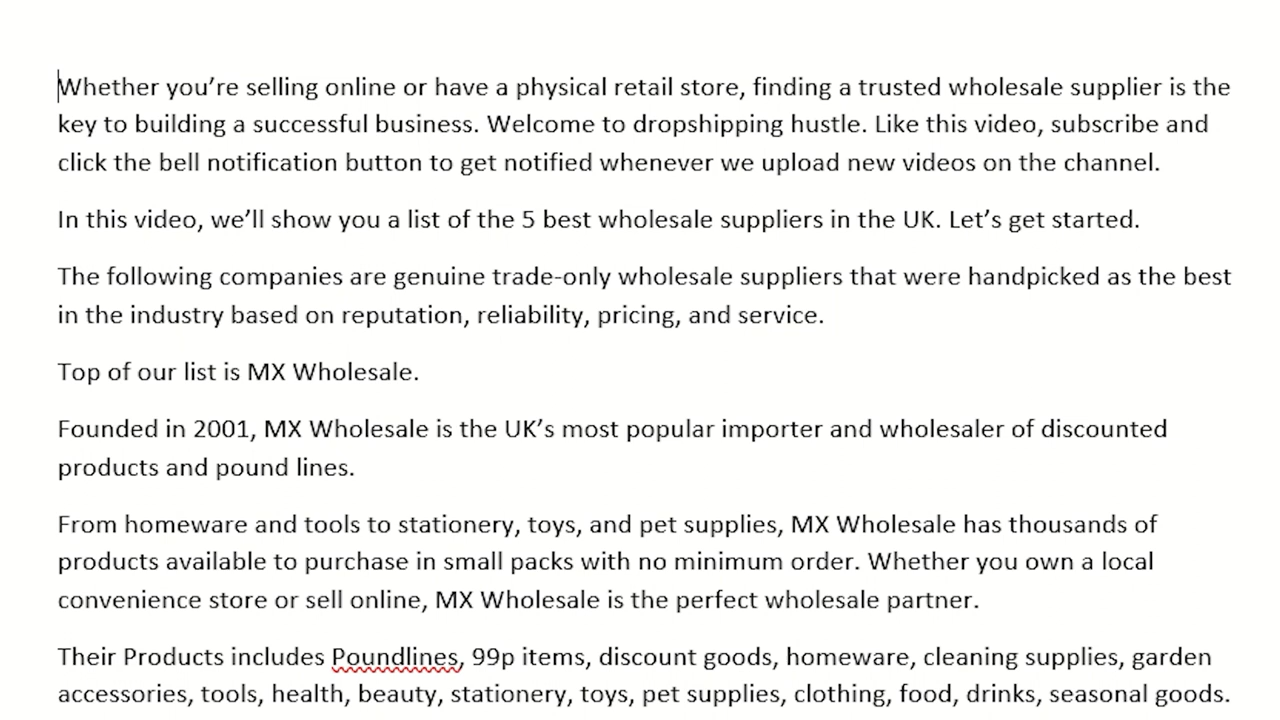 Whether you’re selling online or have a physical retail store, finding a trusted wholesale supplier is the
key to building a successful business. Welcome to dropshipping hustle. Like this video, subscribe and
click the bell notification button to get notified whenever we upload new videos on the channel.
In this video, we’ll show you a list of the 5 best wholesale suppliers in the UK. Let’s get started.
The following companies are genuine trade-only wholesale suppliers that were handpicked as the best
in the industry based on reputation, reliability, pricing, and service.
Top of our list is MX Wholesale.
Founded in 2001, MX Wholesale is the UK’s most popular importer and wholesaler of discounted
products and pound lines.
From homeware and tools to stationery, toys, and pet supplies, MX Wholesale has thousands of
products available to purchase in small packs with no minimum order. Whether you own a local
convenience store or sell online, MX Wholesale is the perfect wholesale partner.
Their Products includes Poundlines, 99p items, discount goods, homeware, cleaning supplies, garden
accessories, tools, health, beauty, stationery, toys, pet supplies, clothing, food, drinks, seasonal goods.